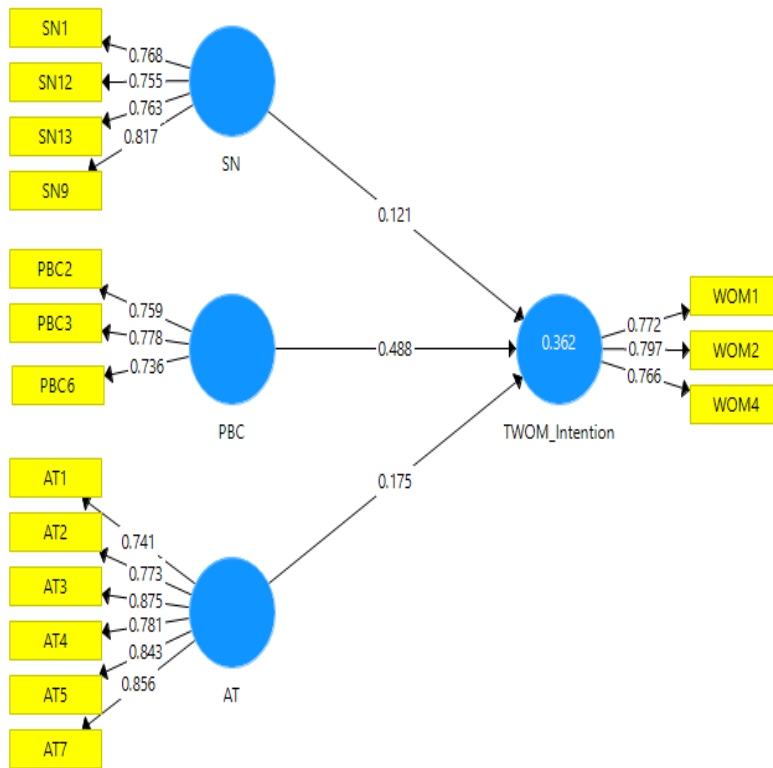 SN1
0.768
SN12
0.755
SN13
0.763
0.817
SN9
SN
0.121
PBC2
0.759
PBC3
0.778
PBC6
0.736
PBC
0.488
0.362
TWOM_Intention
WOM1
0.772
WOM2
0.797
WOM4
0.766
0.175
AT1
0.741
AT2
0.773
AT3
0.875
AT4
0.781
0.843
AT5
0.856
AT7
AT